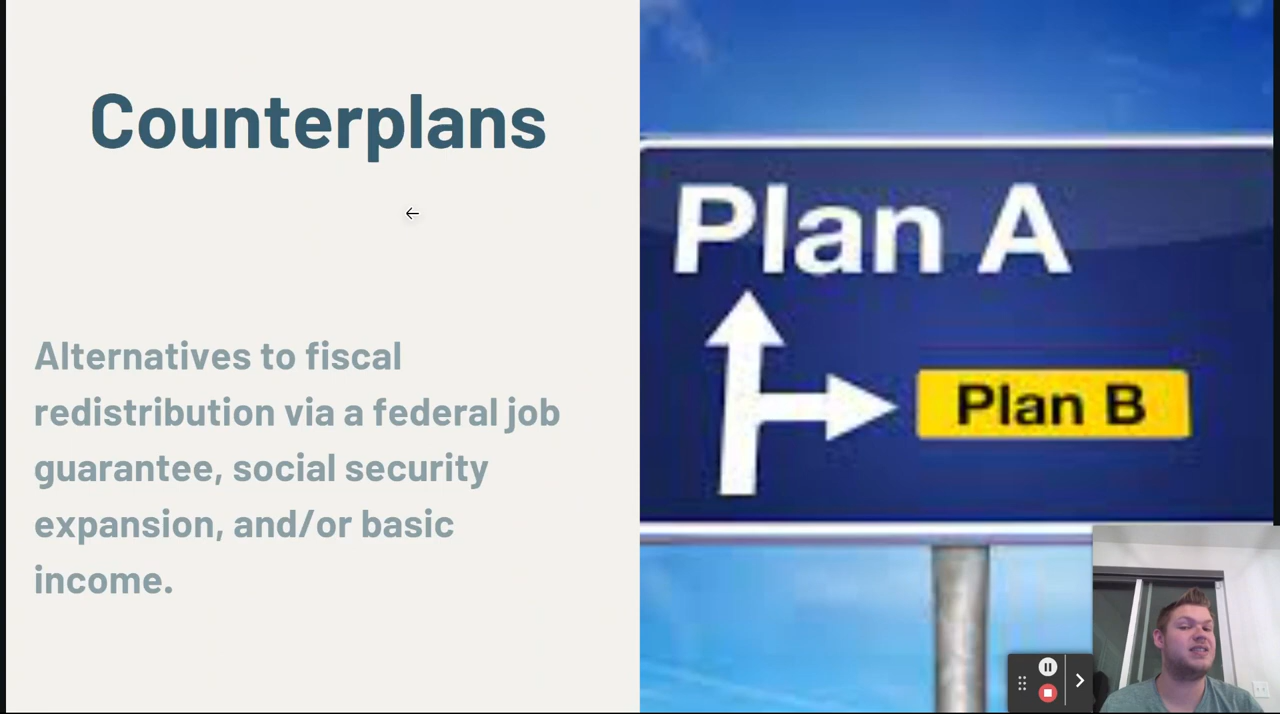 Counterplans
Alternatives to fiscal
redistribution via a federal job
guarantee, social security
expansion, and/or basic
income.
Plan A
Plan B